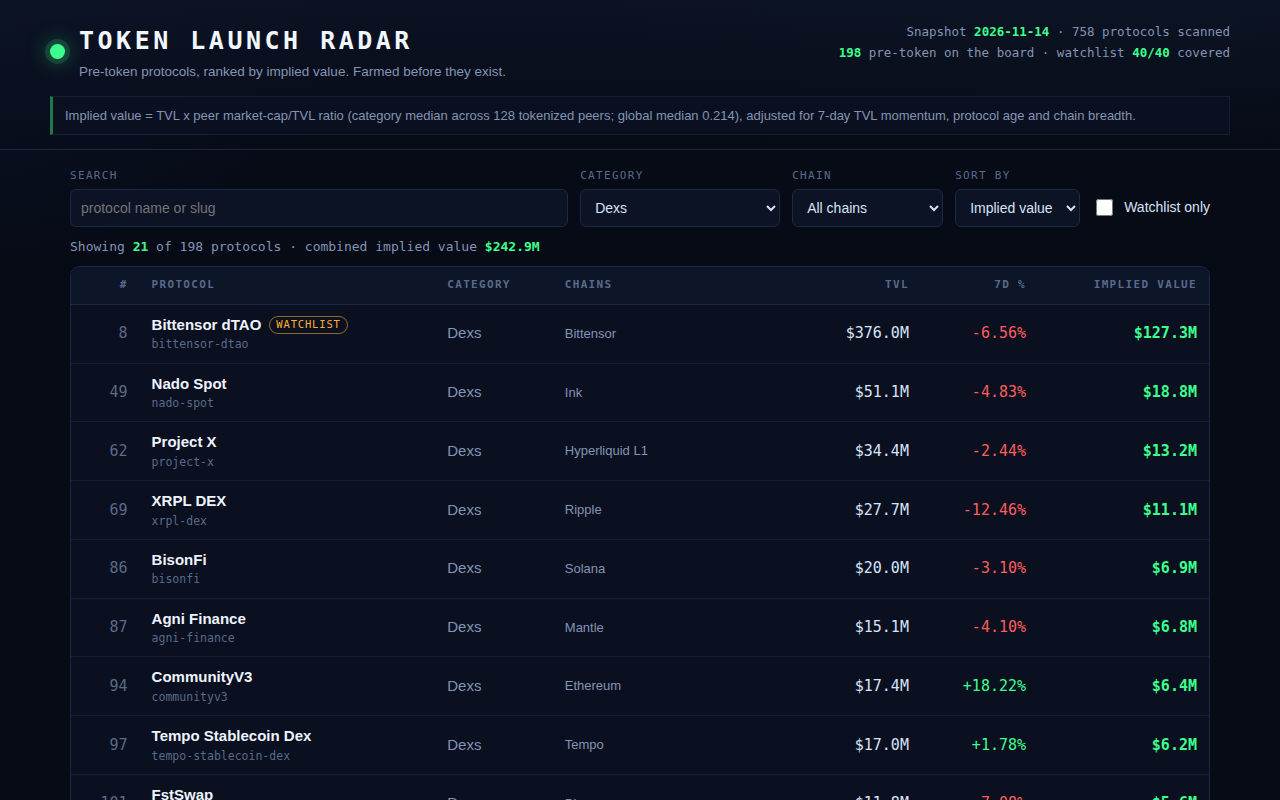 TOKEN LAUNCH RADAR
Pre-token protocols, ranked by implied value. Farmed before they exist.
Snapshot 2026-11-14 · 758 protocols scanned
198 pre-token on the board · watchlist 40/40 covered
Implied value = TVL x peer market-cap/TVL ratio (category median across 128 tokenized peers; global median 0.214), adjusted for 7-day TVL momentum, protocol age and chain breadth.
SEARCH CATEGORY CHAIN SORT BY
protocol name or slug Dexs All chains Implied value Watchlist only
Showing 21 of 198 protocols · combined implied value $242.9M
# PROTOCOL CATEGORY CHAINS TVL 7D % IMPLIED VALUE
8 Bittensor dTAO WATCHLIST Dexs Bittensor $376.0M -6.56% $127.3M
bittensor-dtao
49 Nado Spot Dexs Ink $51.1M -4.83% $18.8M
nado-spot
62 Project X Dexs Hyperliquid L1 $34.4M -2.44% $13.2M
project-x
69 XRPL DEX Dexs Ripple $27.7M -12.46% $11.1M
xrpl-dex
86 BisonFi Dexs Solana $20.0M -3.10% $6.9M
bisonfi
87 Agni Finance Dexs Mantle $15.1M -4.10% $6.8M
agni-finance
94 CommunityV3 Dexs Ethereum $17.4M +18.22% $6.4M
communityv3
97 Tempo Stablecoin Dex Dexs Tempo $17.0M +1.78% $6.2M
tempo-stablecoin-dex
FstSwap